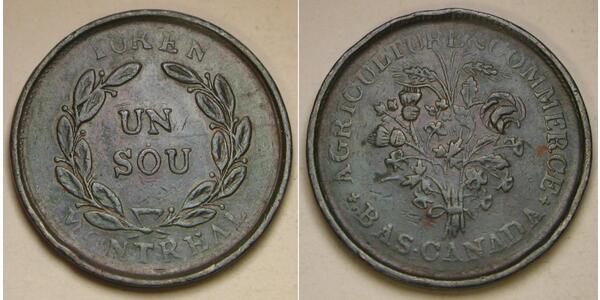 TOKEN
UN
SOU
MONTREAL
AGRICULTURE & COMMERCE
BAS-CANADA